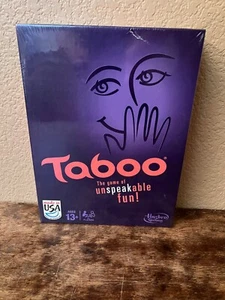 Taboo
The game of
unspeakable
fun!
USA
13+
Hasbro